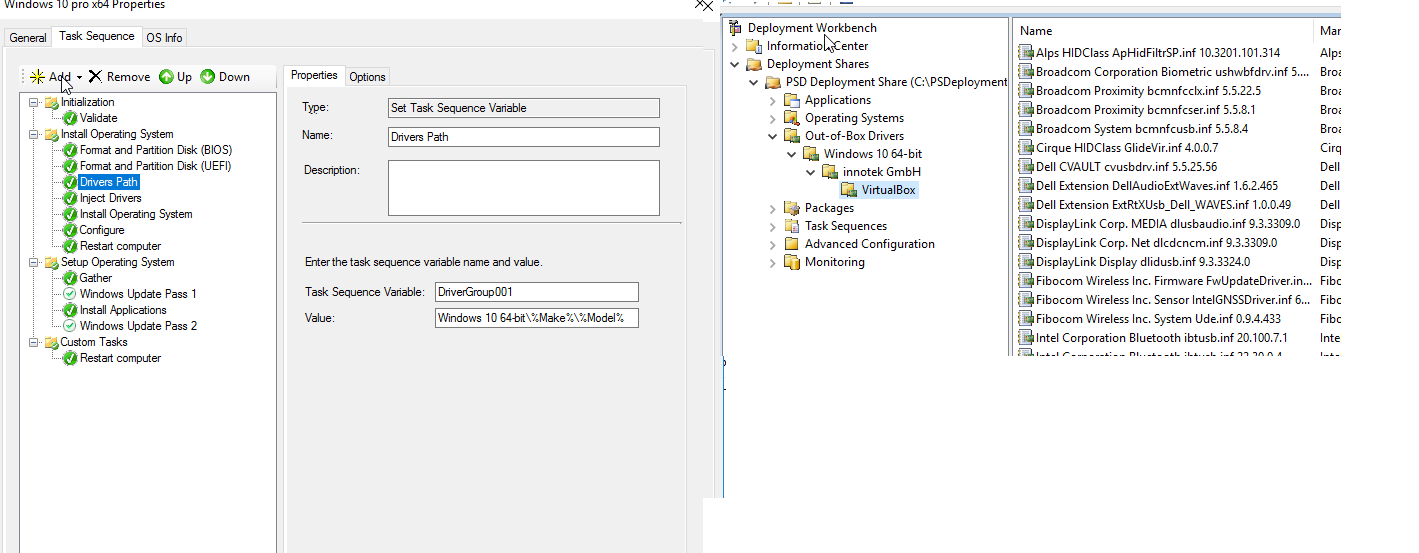 Windows 10 pro x64 Properties
General
Task Sequence
OS Info
Add
Remove
Up
Down
Initialization
Validate
Install Operating System
Format and Partition Disk (BIOS)
Format and Partition Disk (UEFI)
Drivers Path
Inject Drivers
Install Operating System
Configure
Restart computer
Setup Operating System
Gather
Windows Update Pass 1
Install Applications
Windows Update Pass 2
Custom Tasks
Restart computer
Properties
Options
Type:
Set Task Sequence Variable
Name:
Drivers Path
Description:
Enter the task sequence variable name and value.
Task Sequence Variable:
DriverGroup001
Value:
Windows 10 64-bit\%Make%\%Model%
Deployment Workbench
Information Center
Deployment Shares
PSD Deployment Share (C:\PSDeployment
Applications
Operating Systems
Out-of-Box Drivers
Windows 10 64-bit
innotek GmbH
VirtualBox
Packages
Task Sequences
Advanced Configuration
Monitoring
Name Mar
Alps HIDClass ApHidFiltrSP.inf 10.3201.101.314 Alps
Broadcom Corporation Biometric ushwbfdrv.inf 5.... Broa
Broadcom Proximity bcmnfcclx.inf 5.5.22.5 Broa
Broadcom Proximity bcmnfcser.inf 5.5.8.1 Broa
Broadcom System bcmnfcusb.inf 5.5.8.4 Broa
Cirque HIDClass GlideVir.inf 4.0.0.7 Cirq
Dell CVAULT cvusbdrv.inf 5.5.25.56 Dell
Dell Extension DellAudioExtWaves.inf 1.6.2.465 Dell
Dell Extension ExtRtXUsb_Dell_WAVES.inf 1.0.0.49 Dell
DisplayLink Corp. MEDIA dlusbaudio.inf 9.3.3309.0 Disp
DisplayLink Corp. Net dlcdcncm.inf 9.3.3309.0 Disp
DisplayLink Display dlidusb.inf 9.3.3324.0 Disp
Fibocom Wireless Inc. Firmware FwUpdateDriver.in... Fibo
Fibocom Wireless Inc. Sensor IntelGNSSDriver.inf 6... Fibo
Fibocom Wireless Inc. System Ude.inf 0.9.4.433 Fibc
Intel Corporation Bluetooth ibtusb.inf 20.100.7.1 Inte